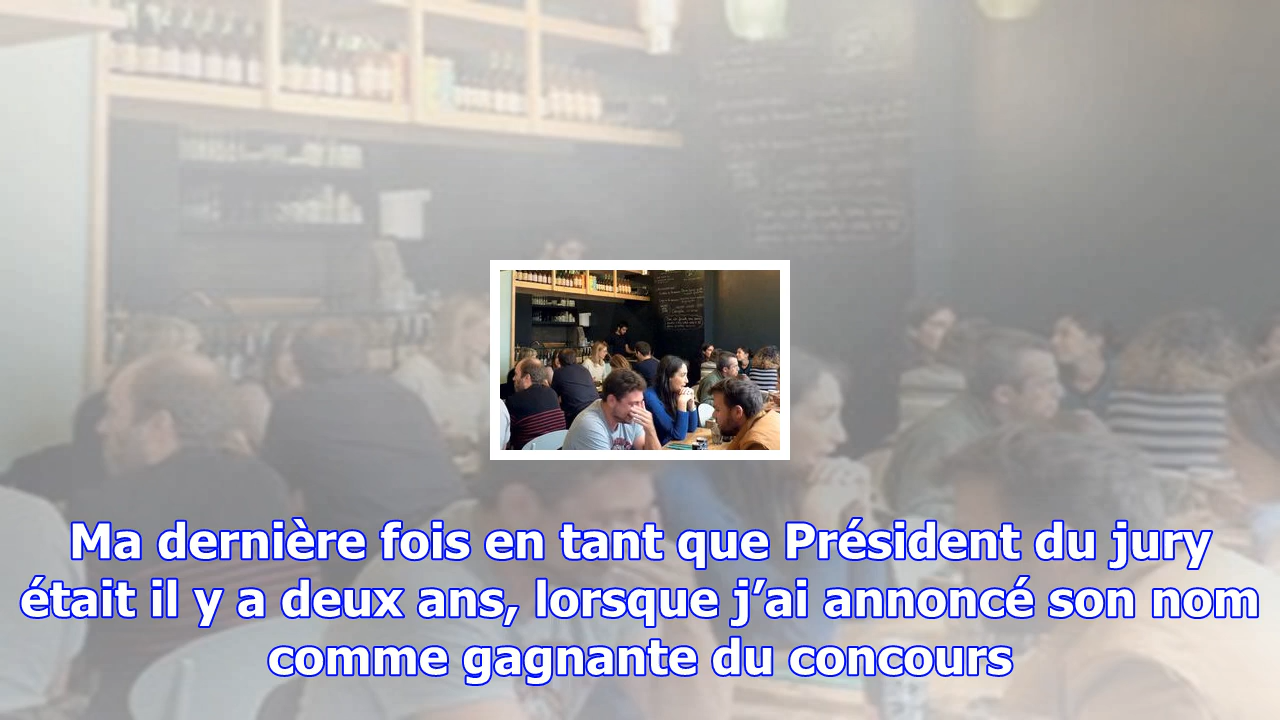 Ma dernière fois en tant que Président du jury
était il y a deux ans, lorsque j’ai annoncé son nom
comme gagnante du concours